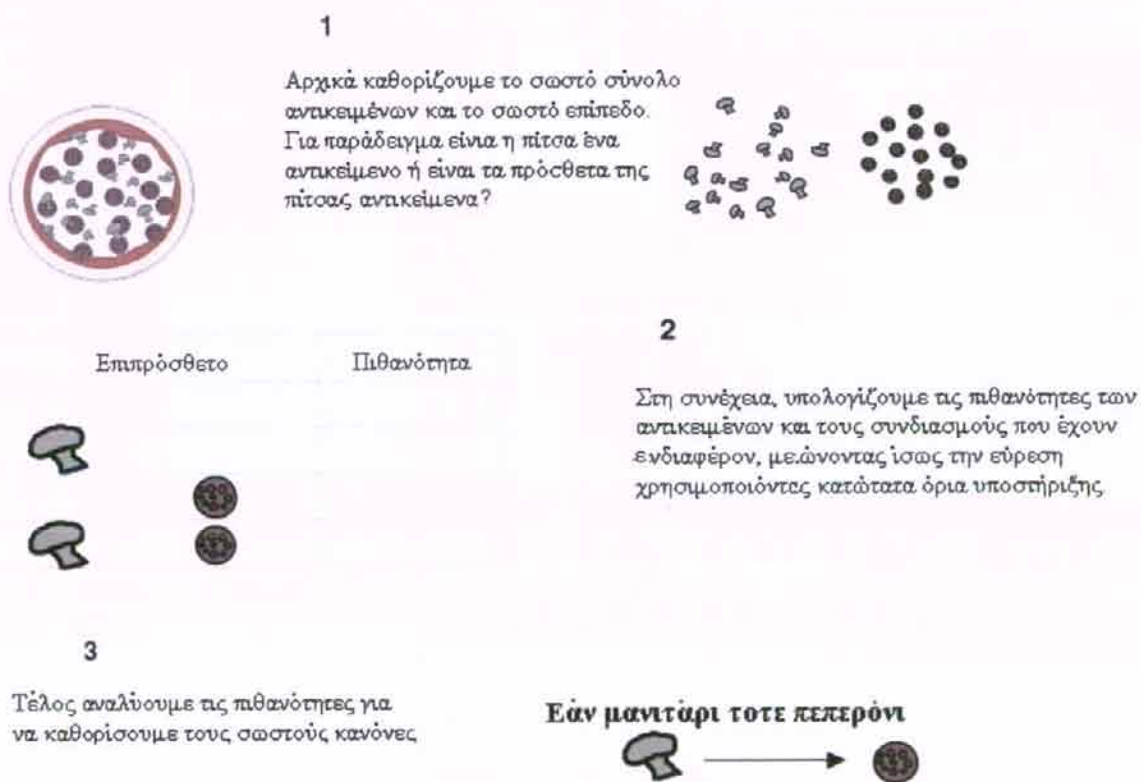 1
Αρχικά καθορίζουμε το σωστό σύνολο
αντικειμένων και το σωστό επίπεδο.
Για παράδειγμα είνια η πίτσα ένα
αντικείμενο ή είναι τα πρόσθετα της
πίτσας αντικείμενα?
Επιπρόσθετο Πιθανότητα
2
Στη συνέχεια, υπολογίζουμε τις πιθανότητες των
αντικειμένων και τους συνδιασμούς που έχουν
ενδιαφέρον, μειώνοντας ίσως την εύρεση
χρησιμοποιόντας κατώτατα όρια υποστήριξης
3
Τέλος αναλύουμε τις πιθανότητες για
να καθορίσουμε τους σωστούς κανόνες
Εάν μανιτάρι τοτε πεπερόνι